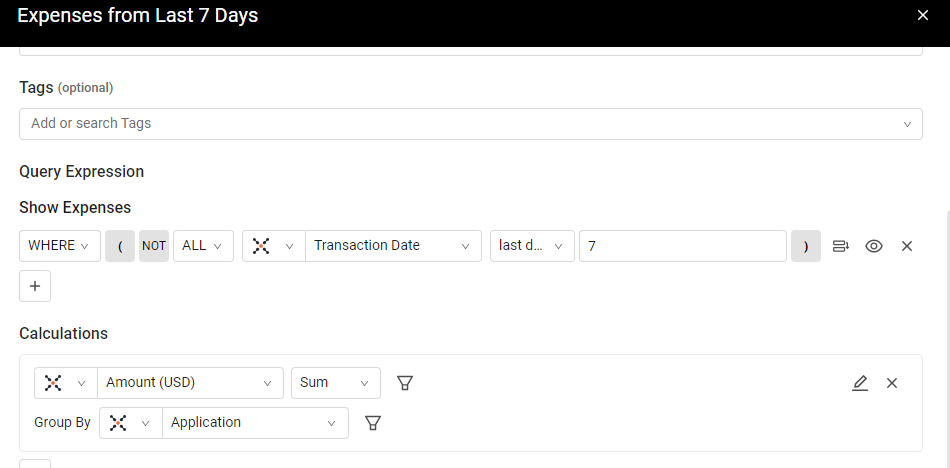 Expenses from Last 7 Days
Tags (optional)
Add or search Tags
Query Expression
Show Expenses
WHERE ( NOT ALL Transaction Date last d... 7 )
+
Calculations
Amount (USD) Sum
Group By Application